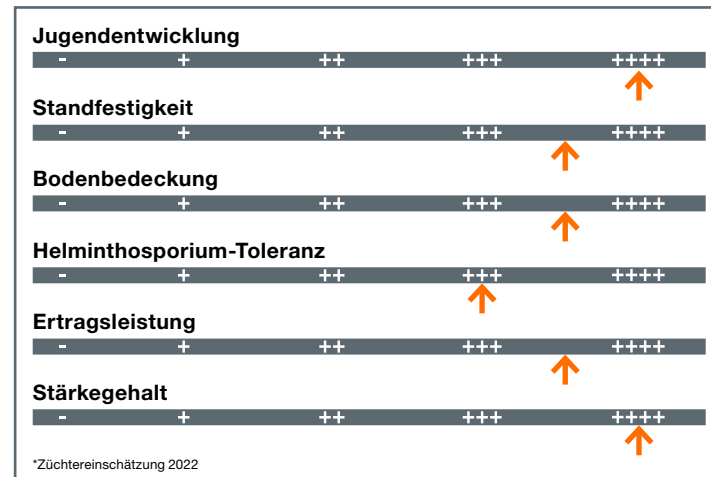 Jugendentwicklung
- + ++ +++ ++++
Standfestigkeit
- + ++ +++ ++++
Bodenbedeckung
- + ++ +++ ++++
Helminthosporium-Toleranz
- + ++ +++ ++++
Ertragsleistung
- + ++ +++ ++++
Stärkegehalt
- + ++ +++ ++++
*Züchtereinschätzung 2022